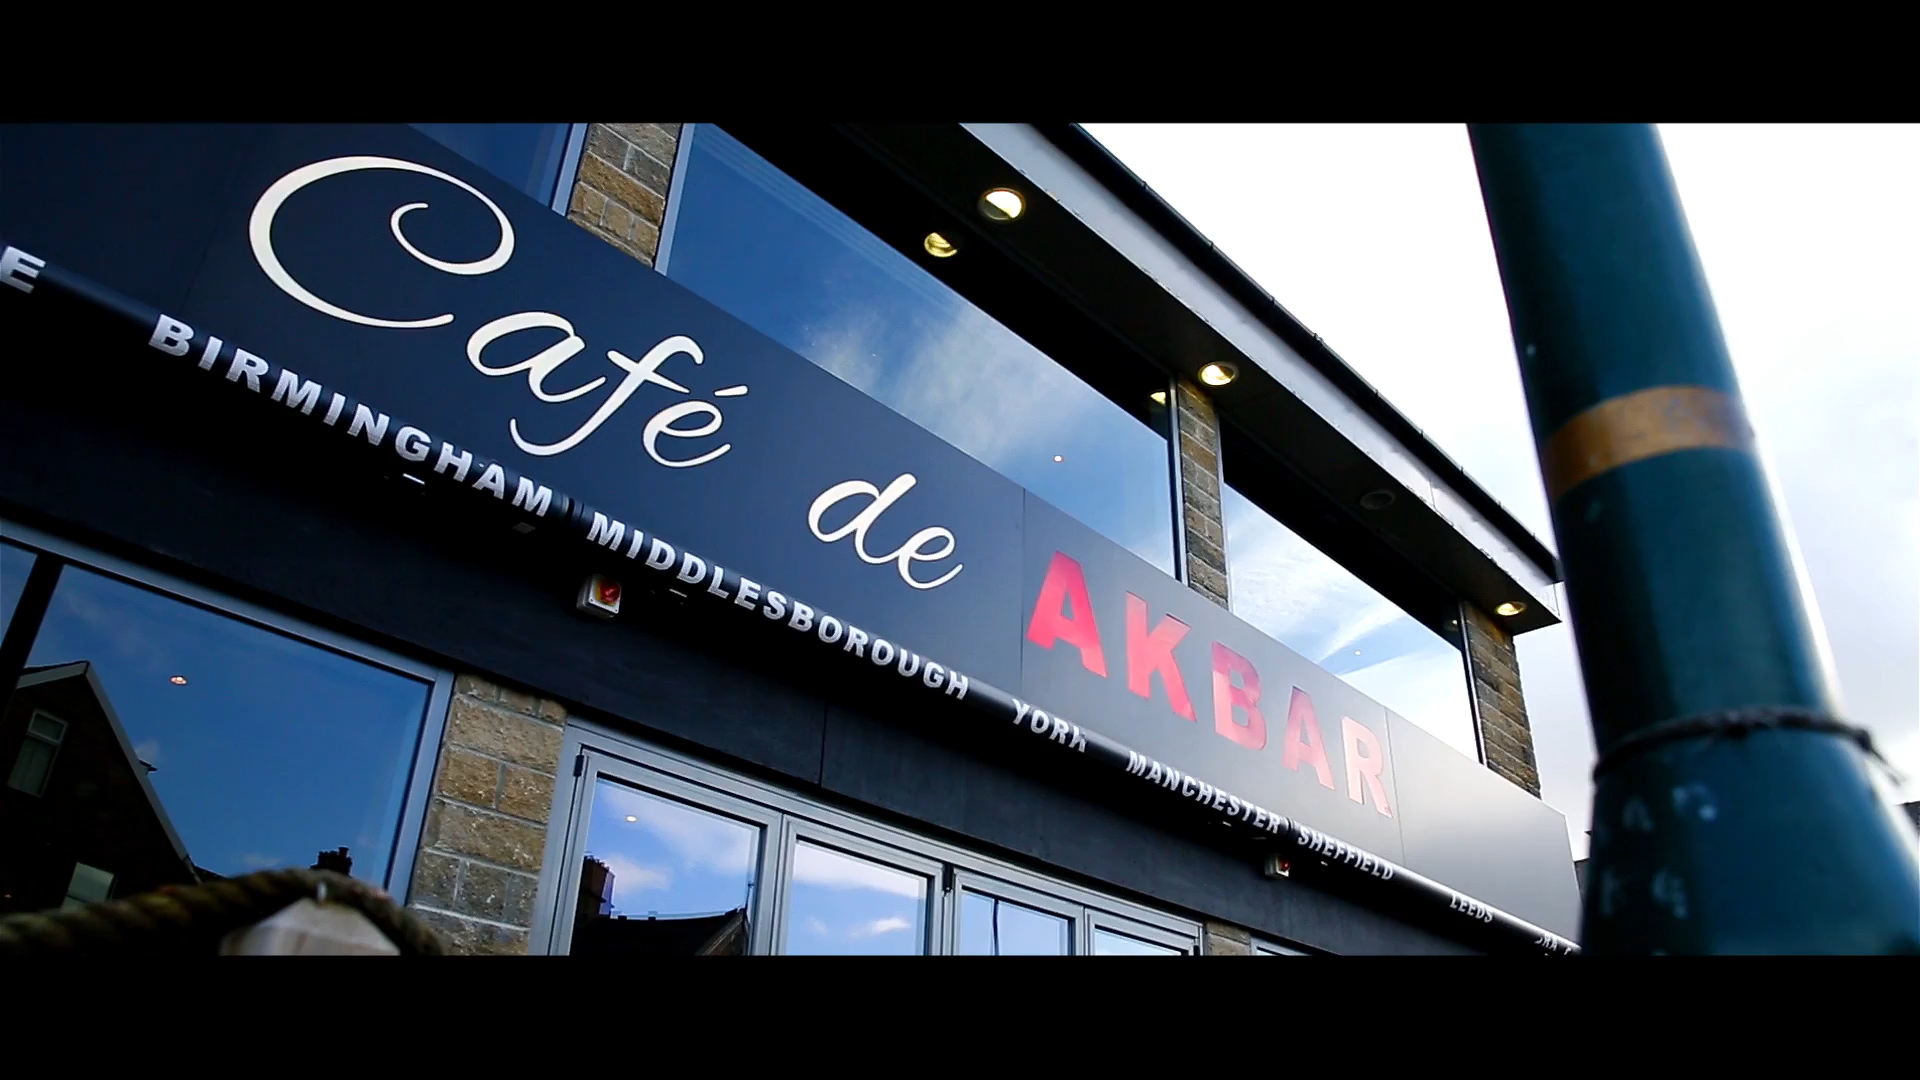 Café de AKBAR
E BIRMINGHAM MIDDLESBOROUGH YORK MANCHESTER SHEFFIELD LEEDS